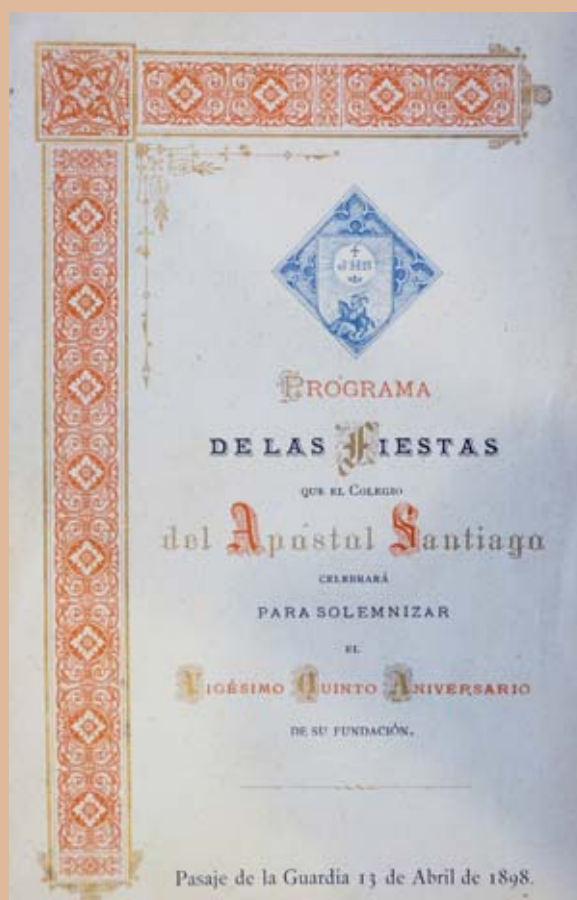 JHS
PROGRAMA
DE LAS FIESTAS
QUE EL COLEGIO
del Apóstol Santiago
CELEBRARÁ
PARA SOLEMNIZAR
EL
VIGÉSIMO QUINTO ANIVERSARIO
DE SU FUNDACIÓN.
Pasaje de la Guardia 13 de Abril de 1898.